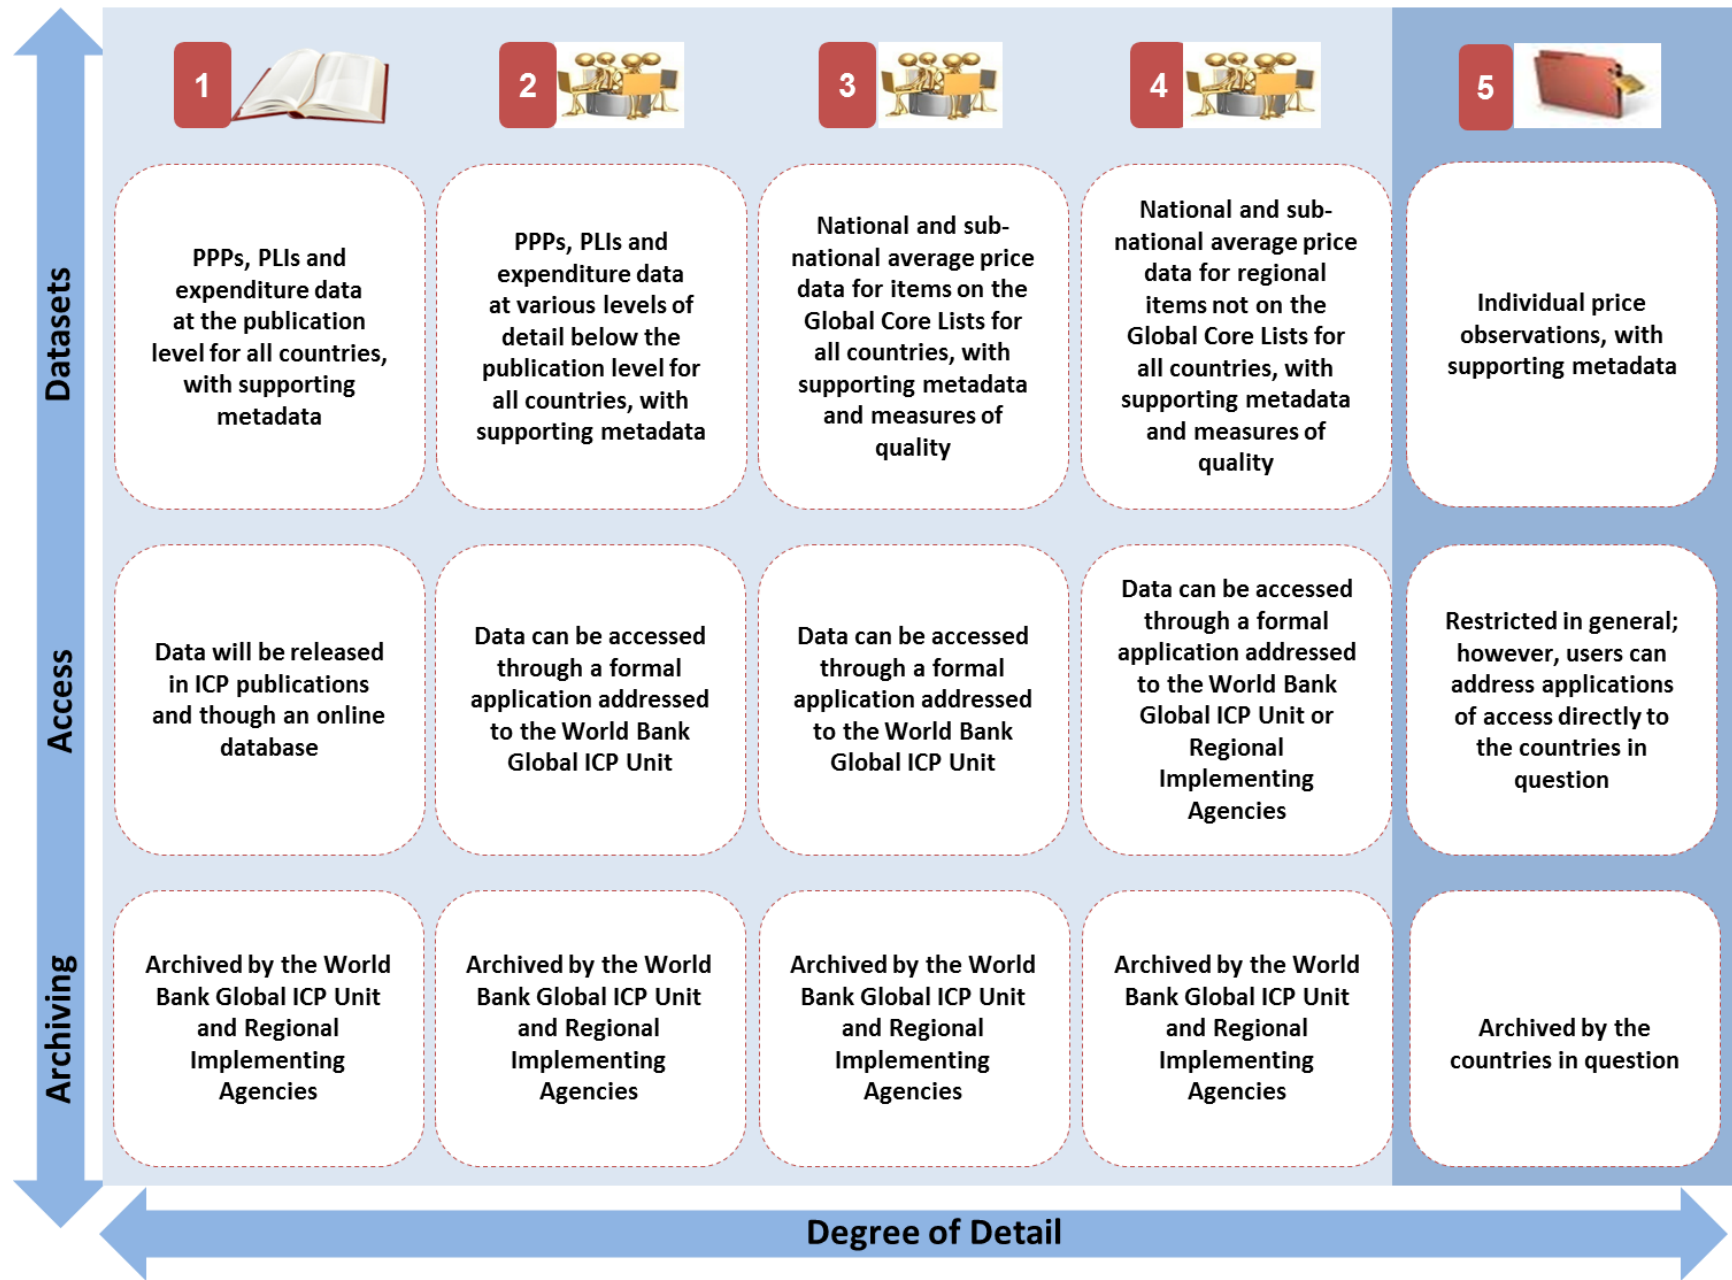 1
2
3
4
5
Datasets
PPPs, PLIs and
expenditure data
at the publication
level for all countries,
with supporting
metadata
PPPs, PLIs and
expenditure data
at various levels of
detail below the
publication level for
all countries, with
supporting metadata
National and sub-
national average price
data for items on the
Global Core Lists for
all countries, with
supporting metadata
and measures of
quality
National and sub-
national average price
data for regional
items not on the
Global Core Lists for
all countries, with
supporting metadata
and measures of
quality
Individual price
observations, with
supporting metadata
Access
Data will be released
in ICP publications
and though an online
database
Data can be accessed
through a formal
application addressed
to the World Bank
Global ICP Unit
Data can be accessed
through a formal
application addressed
to the World Bank
Global ICP Unit
Data can be accessed
through a formal
application addressed
to the World Bank
Global ICP Unit or
Regional
Implementing
Agencies
Restricted in general;
however, users can
address applications
of access directly to
the countries in
question
Archiving
Archived by the World
Bank Global ICP Unit
and Regional
Implementing
Agencies
Archived by the World
Bank Global ICP Unit
and Regional
Implementing
Agencies
Archived by the World
Bank Global ICP Unit
and Regional
Implementing
Agencies
Archived by the World
Bank Global ICP Unit
and Regional
Implementing
Agencies
Archived by the
countries in question
Degree of Detail